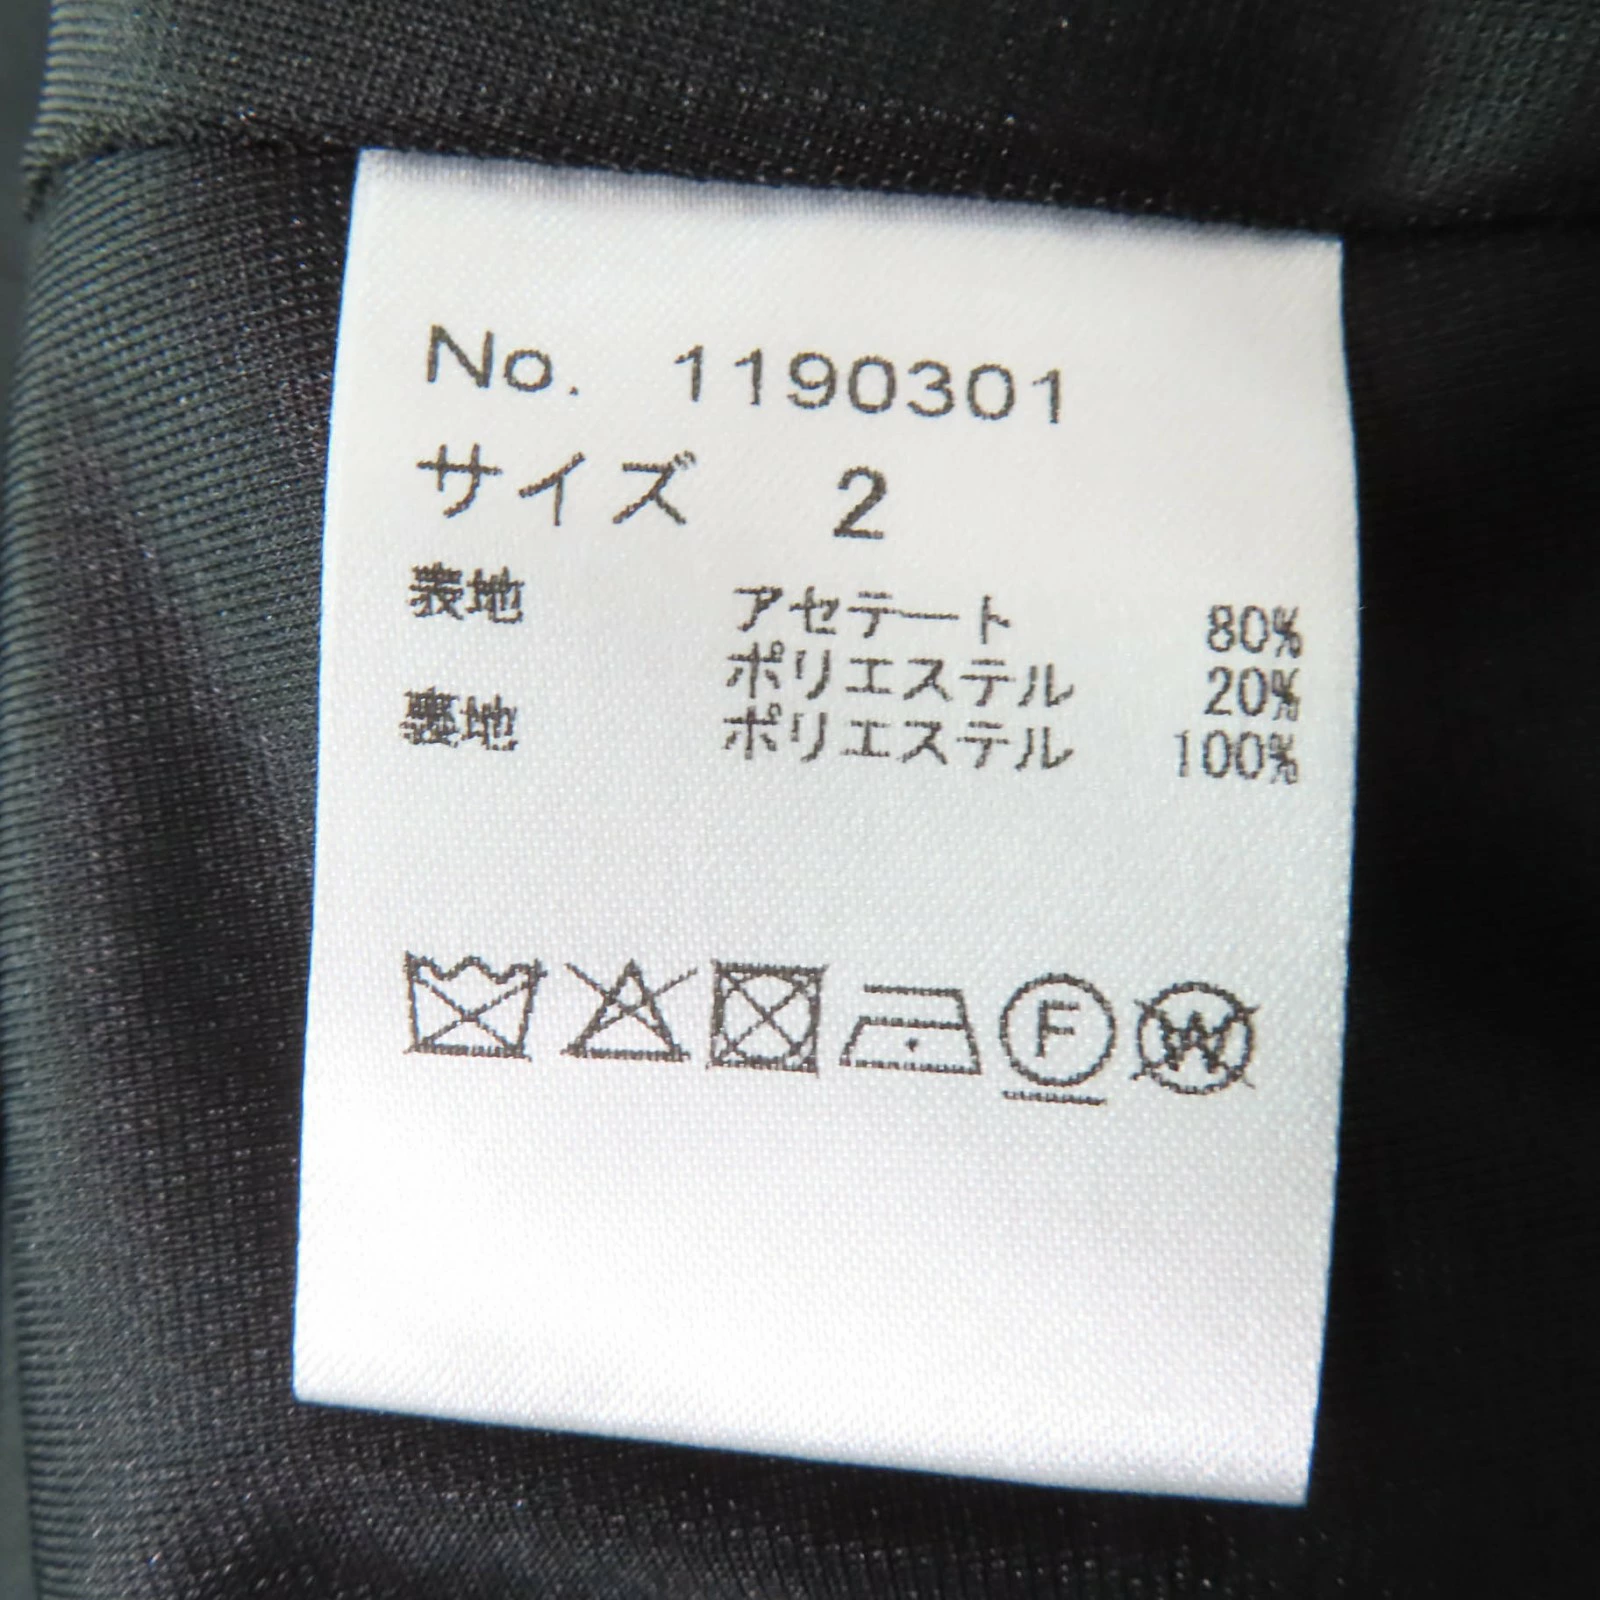 No. 1190301
サイズ 2
表地 アセテート 80%
ポリエステル 20%
裏地 ポリエステル 100%
F W